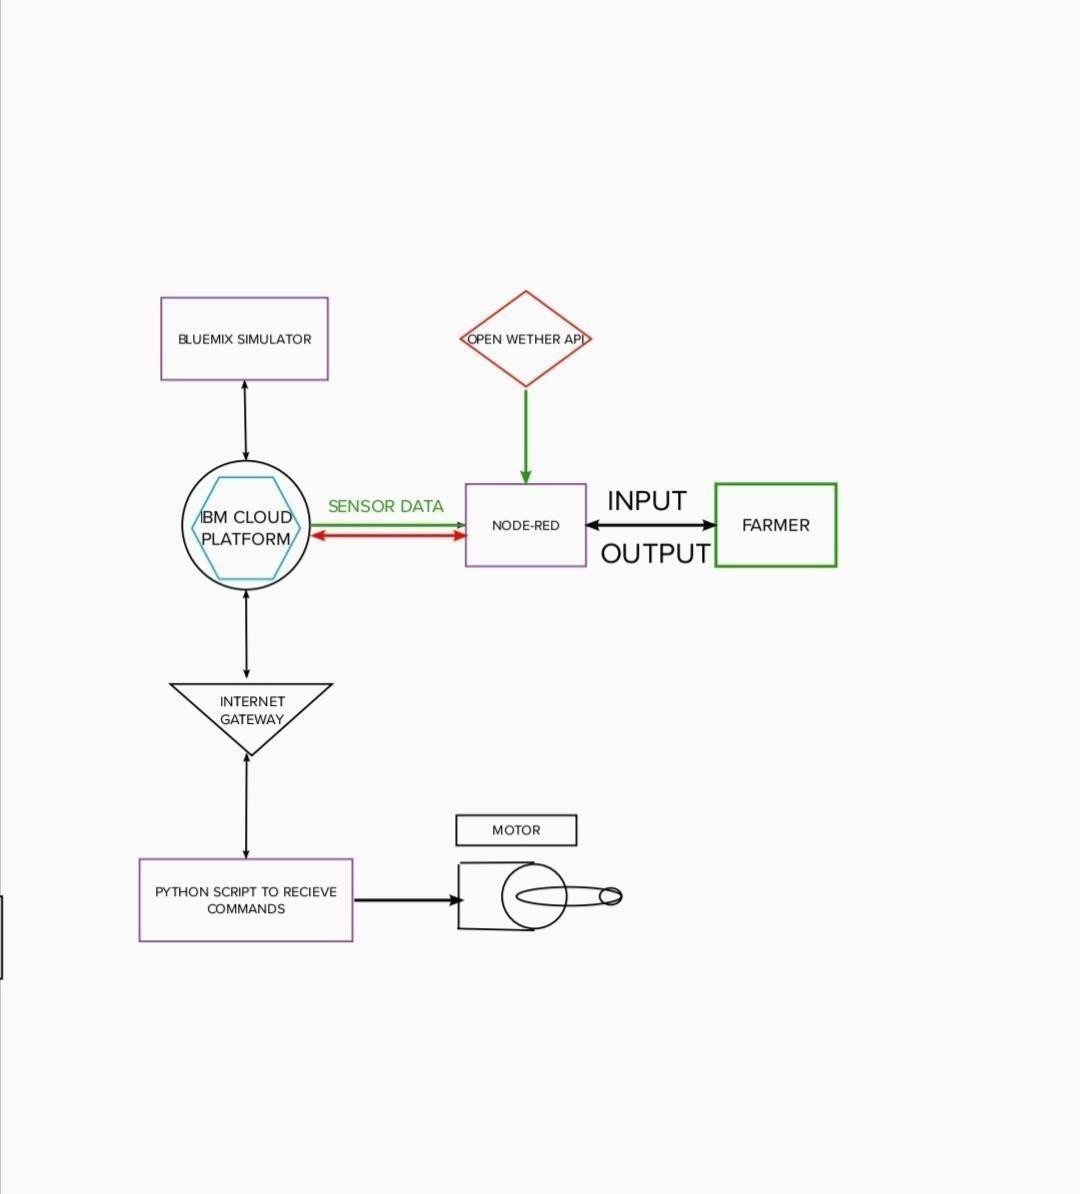 BLUEMIX SIMULATOR
OPEN WETHER API
IBM CLOUD
PLATFORM
SENSOR DATA
NODE-RED
INPUT
OUTPUT
FARMER
INTERNET
GATEWAY
MOTOR
PYTHON SCRIPT TO RECIEVE
COMMANDS